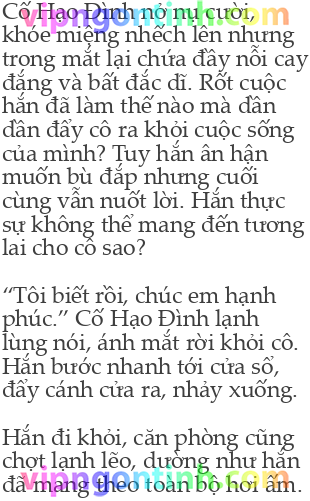 Cố Hạo Đình nở nụ cười,
khóe miệng nhếch lên nhưng
trong mắt lại chứa đầy nỗi cay
đắng và bất đắc dĩ. Rốt cuộc
hắn đã làm thế nào mà dần
dần đẩy cô ra khỏi cuộc sống
của mình? Tuy hắn ân hận
muốn bù đắp nhưng cuối
cùng vẫn nuốt lời. Hắn thực
sự không thể mang đến tương
lai cho cô sao?
“Tôi biết rồi, chúc em hạnh
phúc.” Cố Hạo Đình lạnh
lùng nói, ánh mắt rời khỏi cô.
Hắn bước nhanh tới cửa sổ,
đẩy cánh cửa ra, nhảy xuống.
Hắn đi khỏi, căn phòng cũng
chợt lạnh lẽo, dường như hắn
đã mang theo toàn bộ hơi ấm.
vipngontinh.com
vipngontinh.com